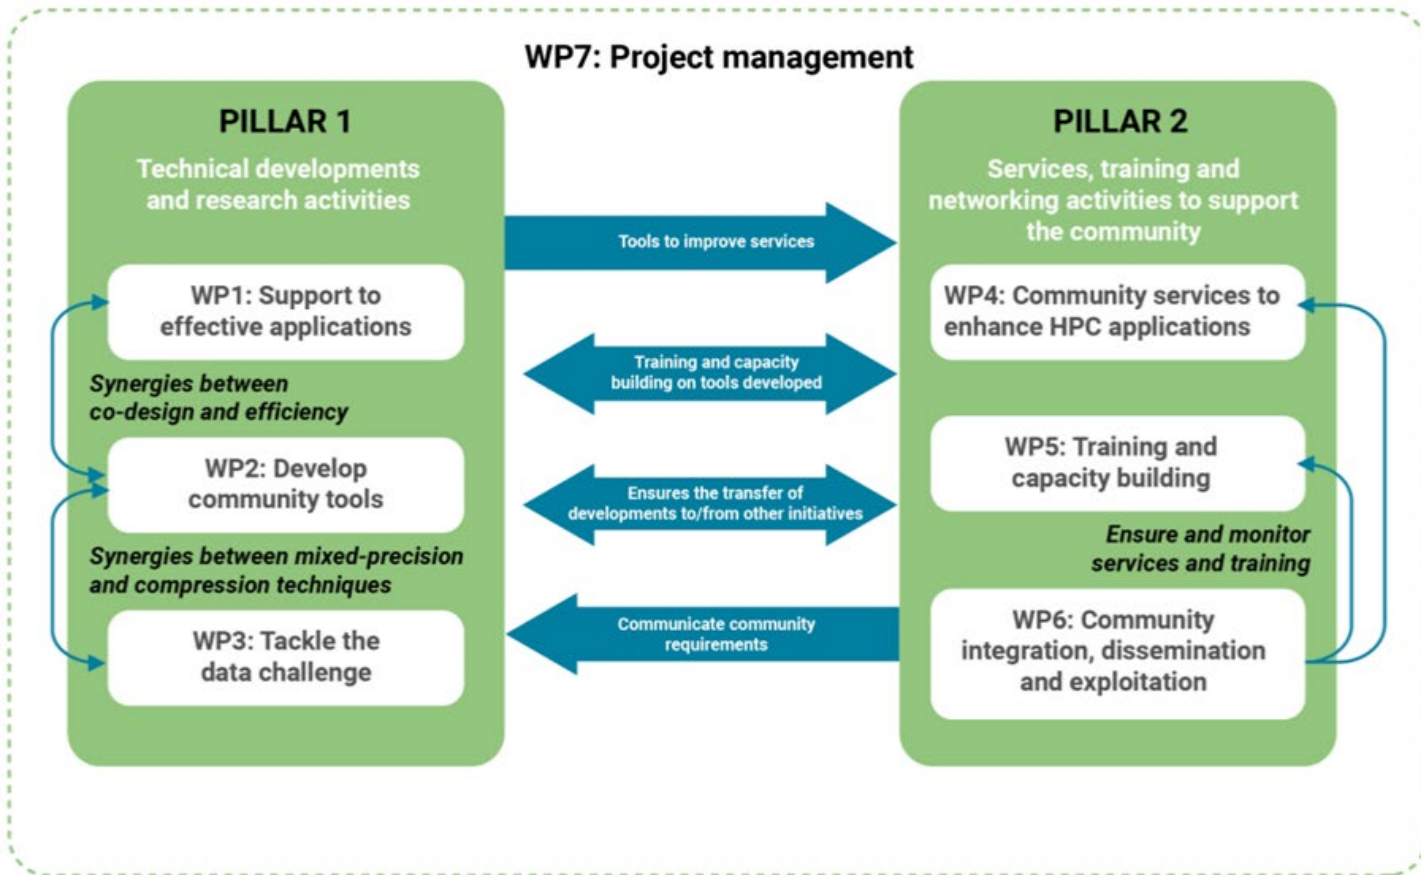 WP7: Project management
PILLAR 1
Technical developments
and research activities
WP1: Support to
effective applications
Synergies between
co-design and efficiency
WP2: Develop
community tools
Synergies between mixed-precision
and compression techniques
WP3: Tackle the
data challenge
Tools to improve services
Training and capacity
building on tools developed
Ensures the transfer of
developments to/from other initiatives
Communicate community
requirements
PILLAR 2
Services, training and
networking activities to support
the community
WP4: Community services to
enhance HPC applications
WP5: Training and
capacity building
Ensure and monitor
services and training
WP6: Community
integration, dissemination
and exploitation